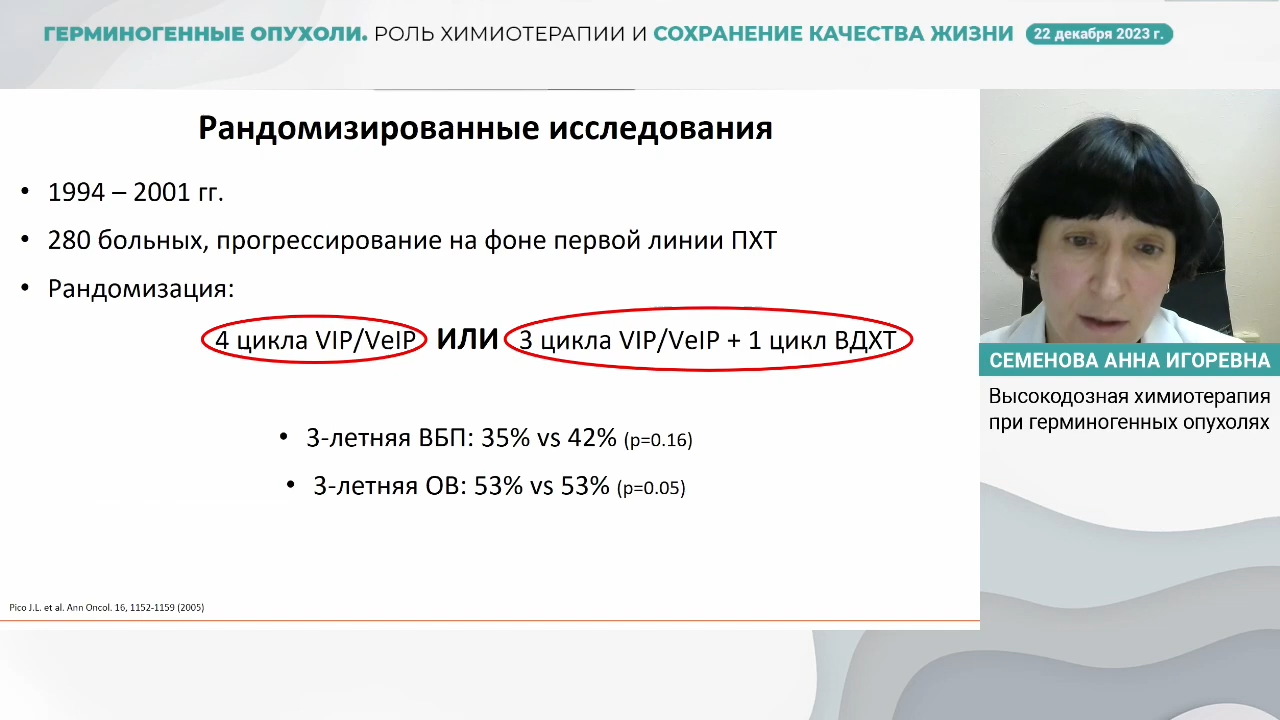 ГЕРМИНОГЕННЫЕ ОПУХОЛИ. РОЛЬ ХИМИОТЕРАПИИ И СОХРАНЕНИЕ КАЧЕСТВА ЖИЗНИ 22 декабря 2023 г.
Рандомизированные исследования
• 1994 – 2001 гг.
• 280 больных, прогрессирование на фоне первой линии ПХТ
• Рандомизация:
4 цикла VIP/VeIP ИЛИ 3 цикла VIP/VeIP + 1 цикл ВДХТ
• 3-летняя ВБП: 35% vs 42% (p=0.16)
• 3-летняя ОВ: 53% vs 53% (p=0.05)
Pico J.L. et al. Ann Oncol. 16, 1152-1159 (2005)
СЕМЕНОВА АННА ИГОРЕВНА
Высокодозная химиотерапия
при герминогенных опухолях